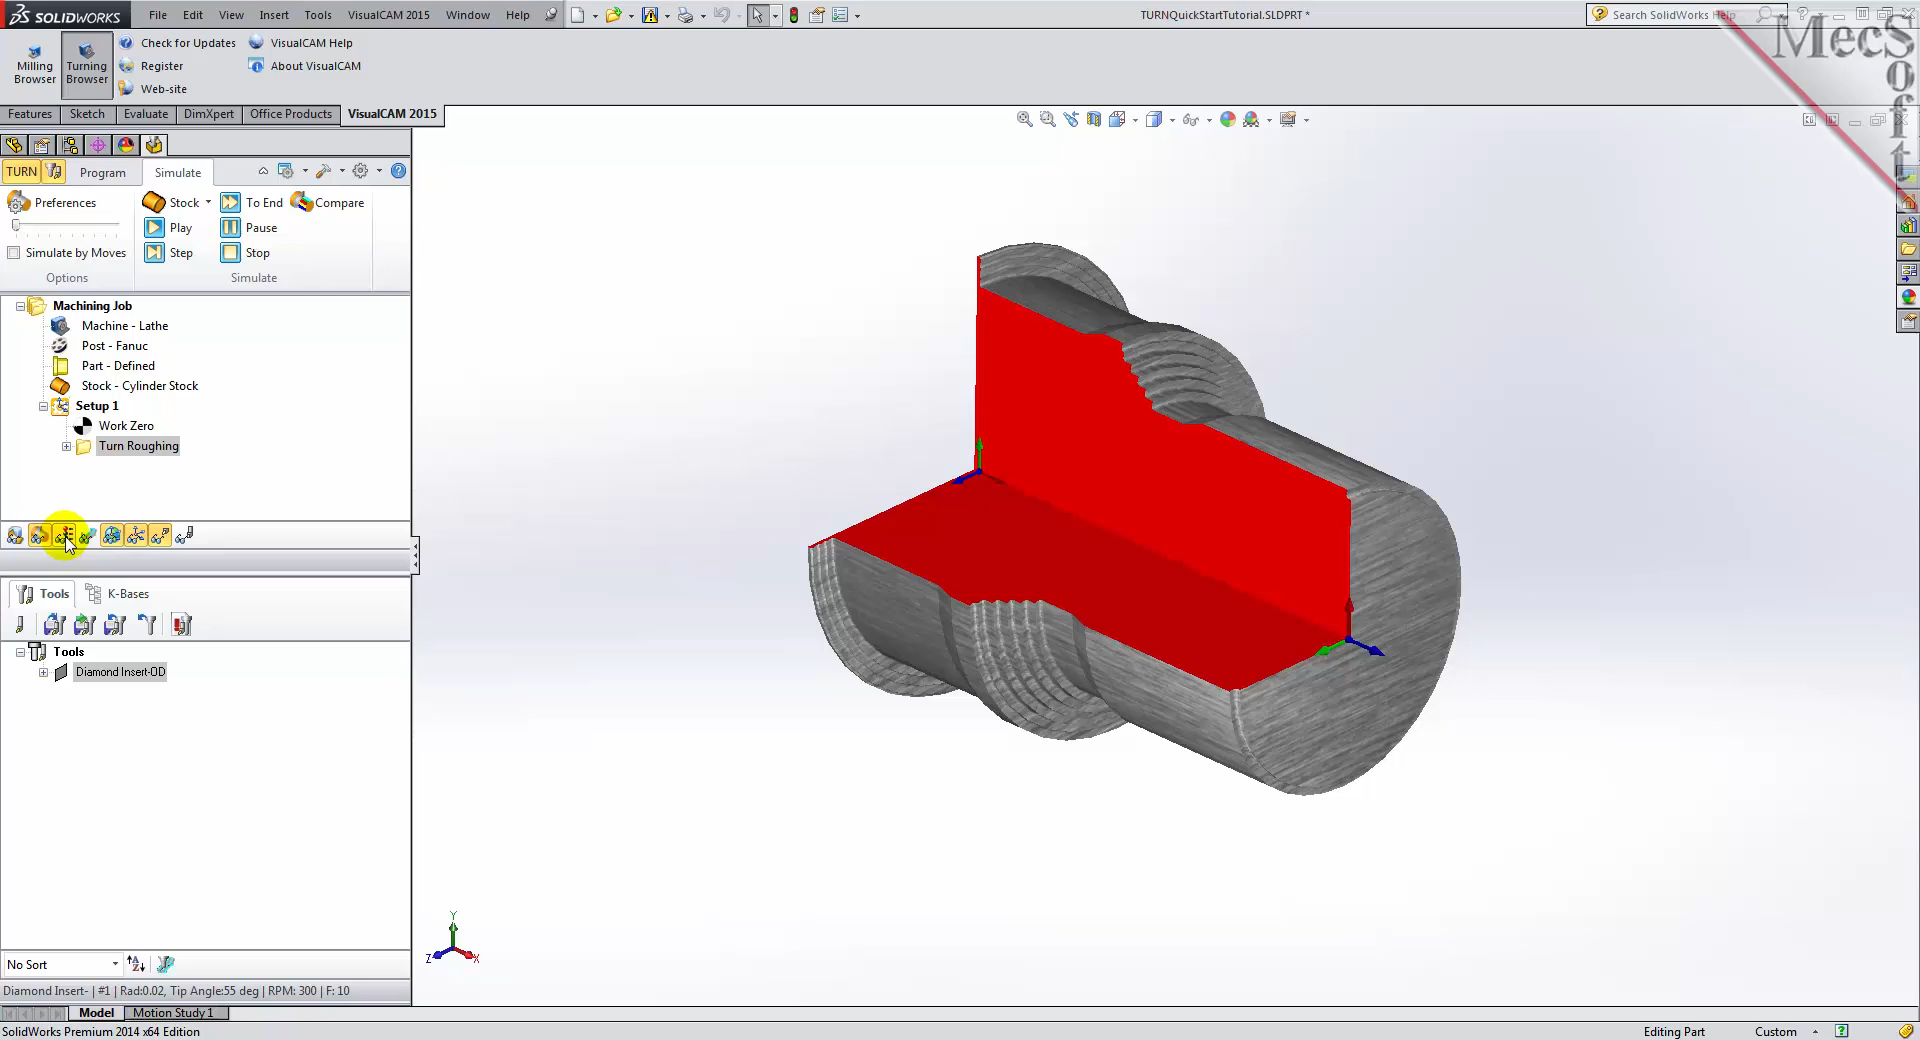 SOLIDWORKS File Edit View Insert Tools VisualCAM 2015 Window Help TURNQuickStartTutorial.SLDPRT * Search SolidWorks Help
MecSoft
Milling Browser
Turning Browser
Check for Updates
Register
Web-site
VisualCAM Help
About VisualCAM
Features Sketch Evaluate DimXpert Office Products VisualCAM 2015
TURN Program Simulate
Preferences Stock To End Compare
Play Pause
Simulate by Moves Step Stop
Options Simulate
Machining Job
Machine - Lathe
Post - Fanuc
Part - Defined
Stock - Cylinder Stock
Setup 1
Work Zero
Turn Roughing
Tools K-Bases
Tools
Diamond Insert-OD
Y
Z X
No Sort
Diamond Insert- | #1 | Rad:0.02, Tip Angle:55 deg | RPM: 300 | F: 10
Model Motion Study 1
SolidWorks Premium 2014 x64 Edition Editing Part Custom